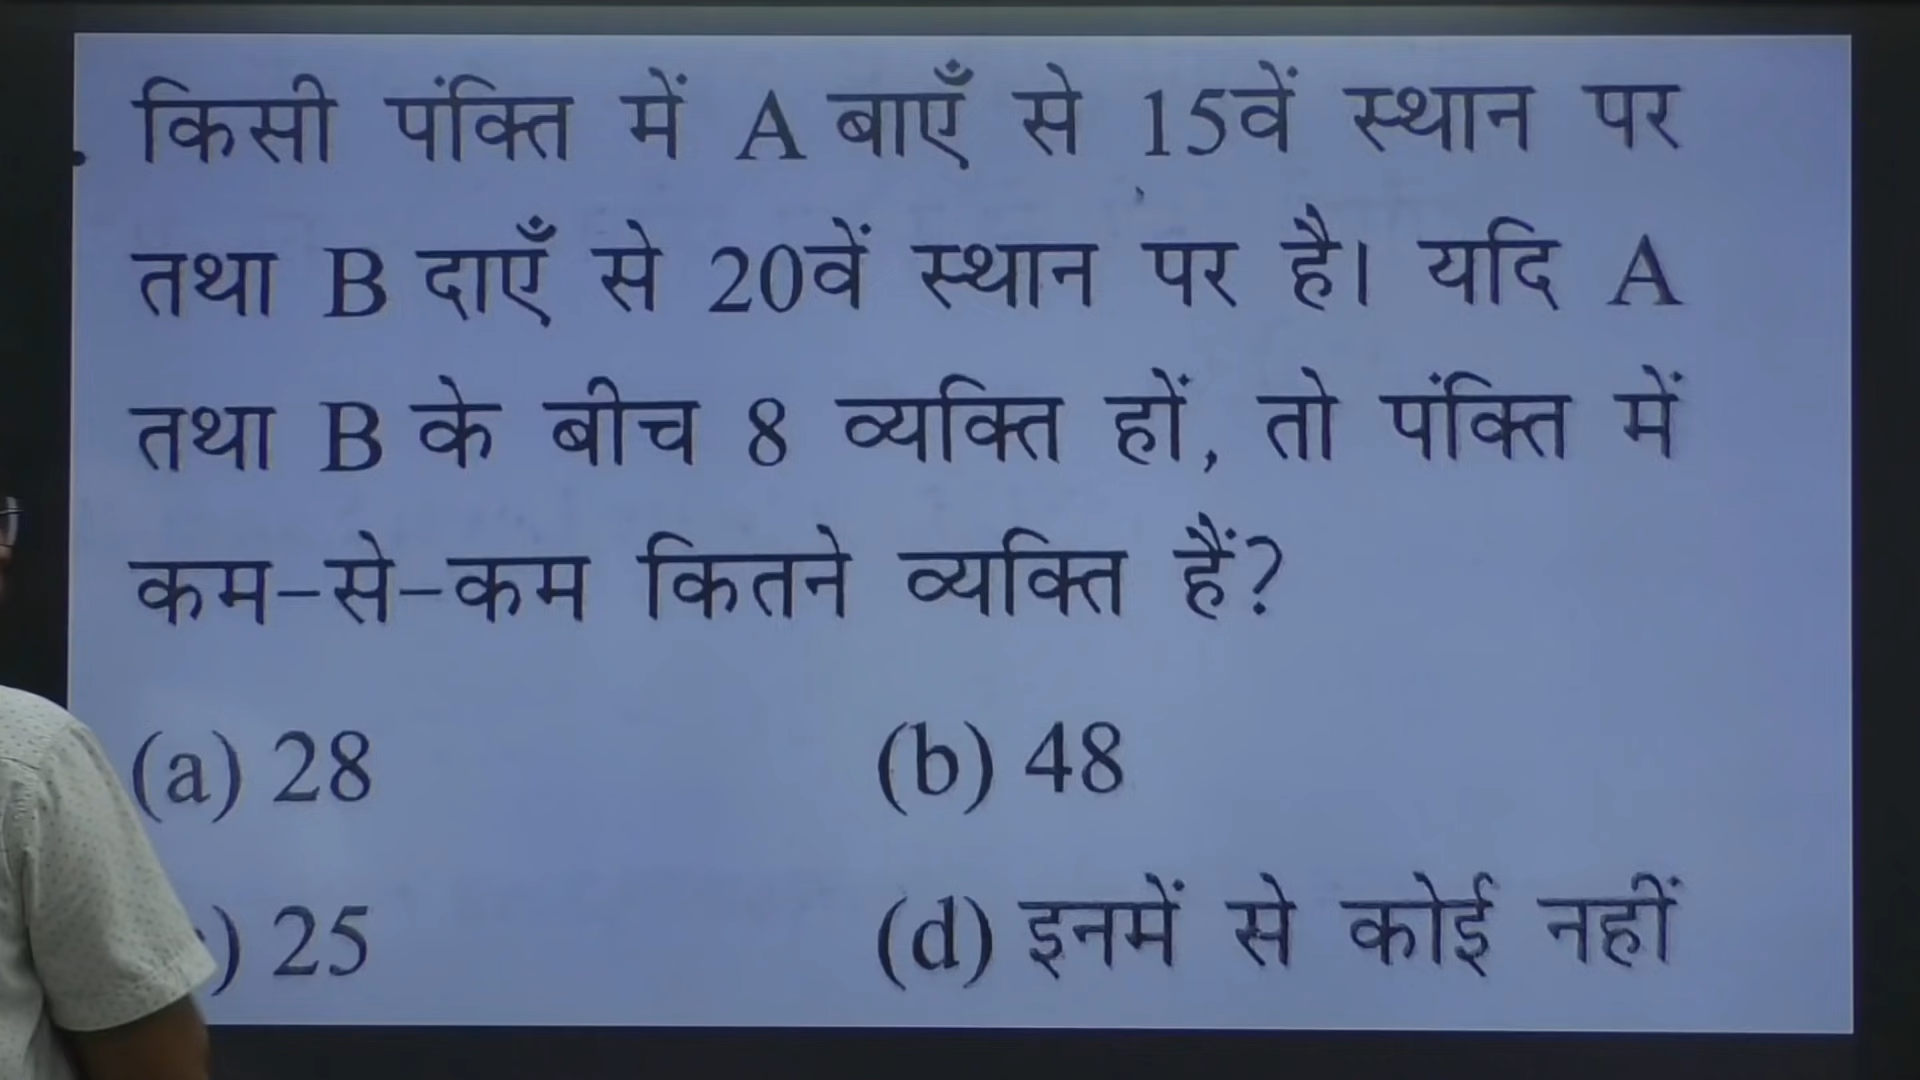 किसी पंक्ति में A बाएँ से 15वें स्थान पर
तथा B दाएँ से 20वें स्थान पर है। यदि A
तथा B के बीच 8 व्यक्ति हों, तो पंक्ति में
कम-से-कम कितने व्यक्ति हैं?
(a) 28 (b) 48
) 25 (d) इनमें से कोई नहीं